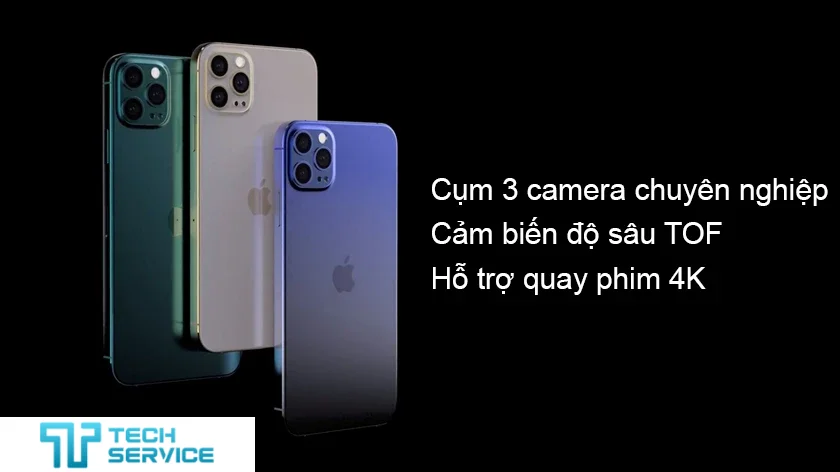 Cụm 3 camera chuyên nghiệp
Cảm biến độ sâu TOF
Hỗ trợ quay phim 4K
TECH
SERVICE